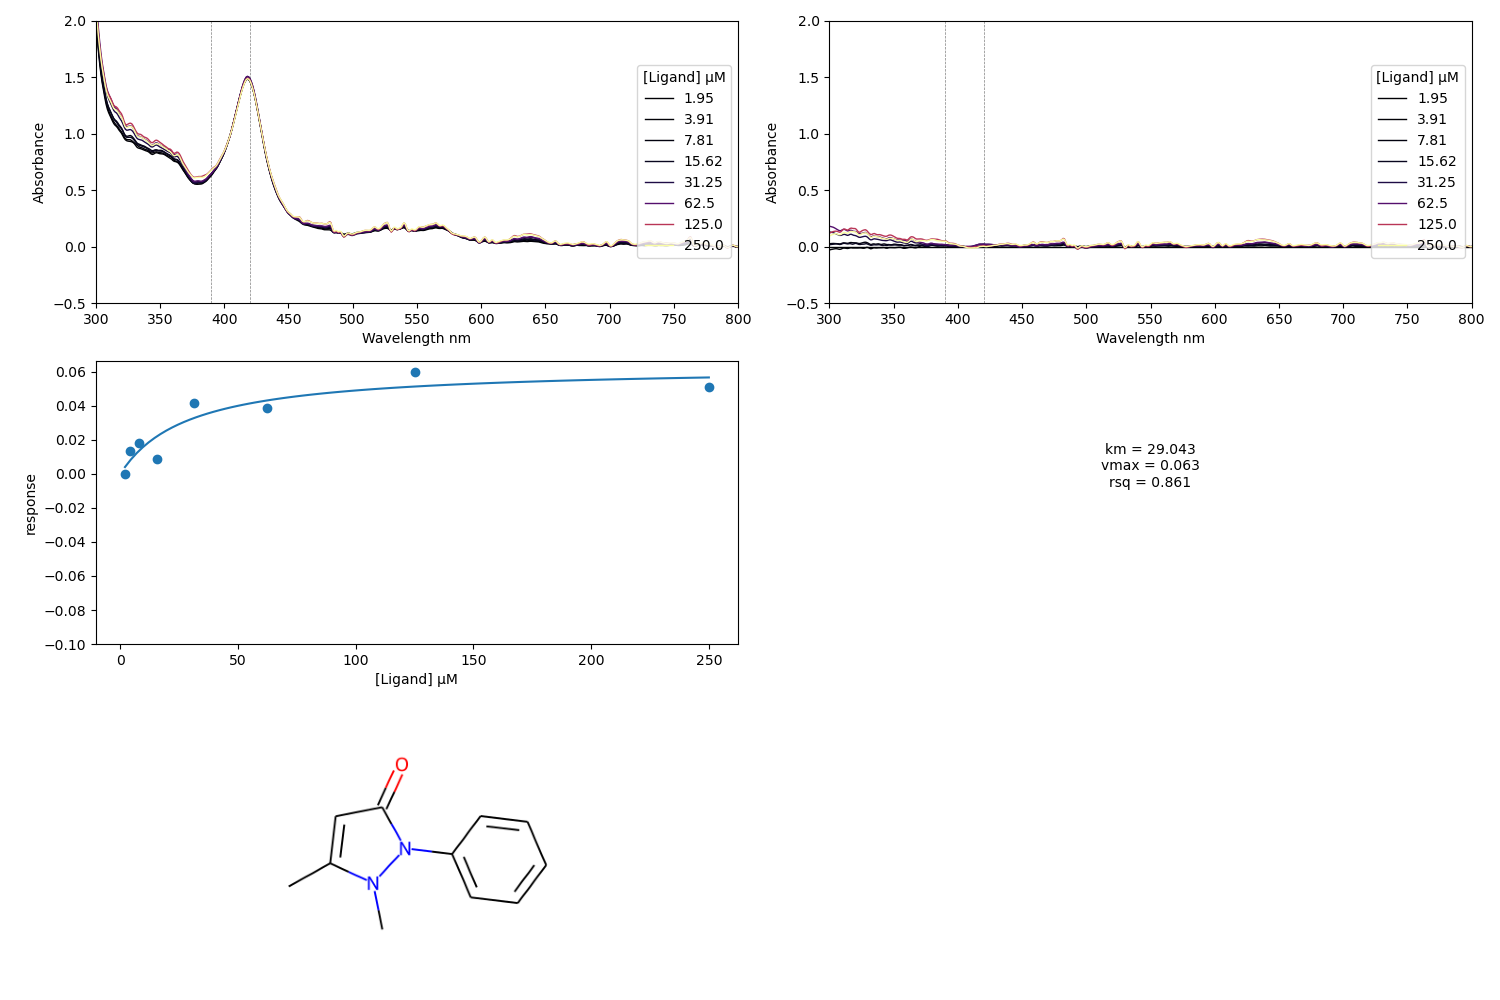 2.0
1.5
1.0
0.5
0.0
−0.5
Absorbance
300 350 400 450 500 550 600 650 700 750 800
Wavelength nm
[Ligand] μM
1.95
3.91
7.81
15.62
31.25
62.5
125.0
250.0
2.0
1.5
1.0
0.5
0.0
−0.5
Absorbance
300 350 400 450 500 550 600 650 700 750 800
Wavelength nm
[Ligand] μM
1.95
3.91
7.81
15.62
31.25
62.5
125.0
250.0
0.06
0.04
0.02
0.00
−0.02
−0.04
−0.06
−0.08
−0.10
response
0 50 100 150 200 250
[Ligand] μM
km = 29.043
vmax = 0.063
rsq = 0.861
O
N
N